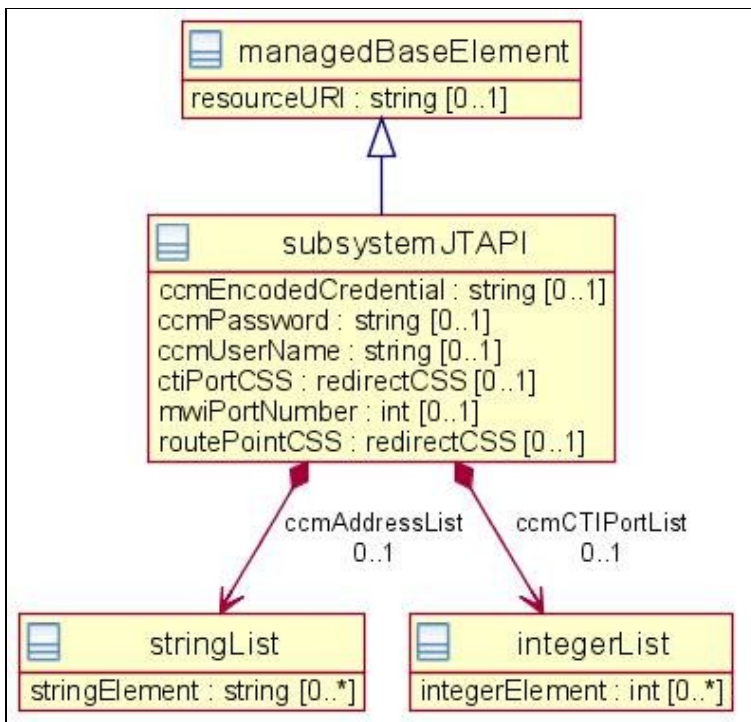 managedBaseElement
resourceURI : string [0..1]
subsystemJTAPI
ccmEncodedCredential : string [0..1]
ccmPassword : string [0..1]
ccmUserName : string [0..1]
ctiPortCSS : redirectCSS [0..1]
mwiPortNumber : int [0..1]
routePointCSS : redirectCSS [0..1]
ccmAddressList
0..1
ccmCTIPortList
0..1
stringList
stringElement : string [0..*]
integerList
integerElement : int [0..*]